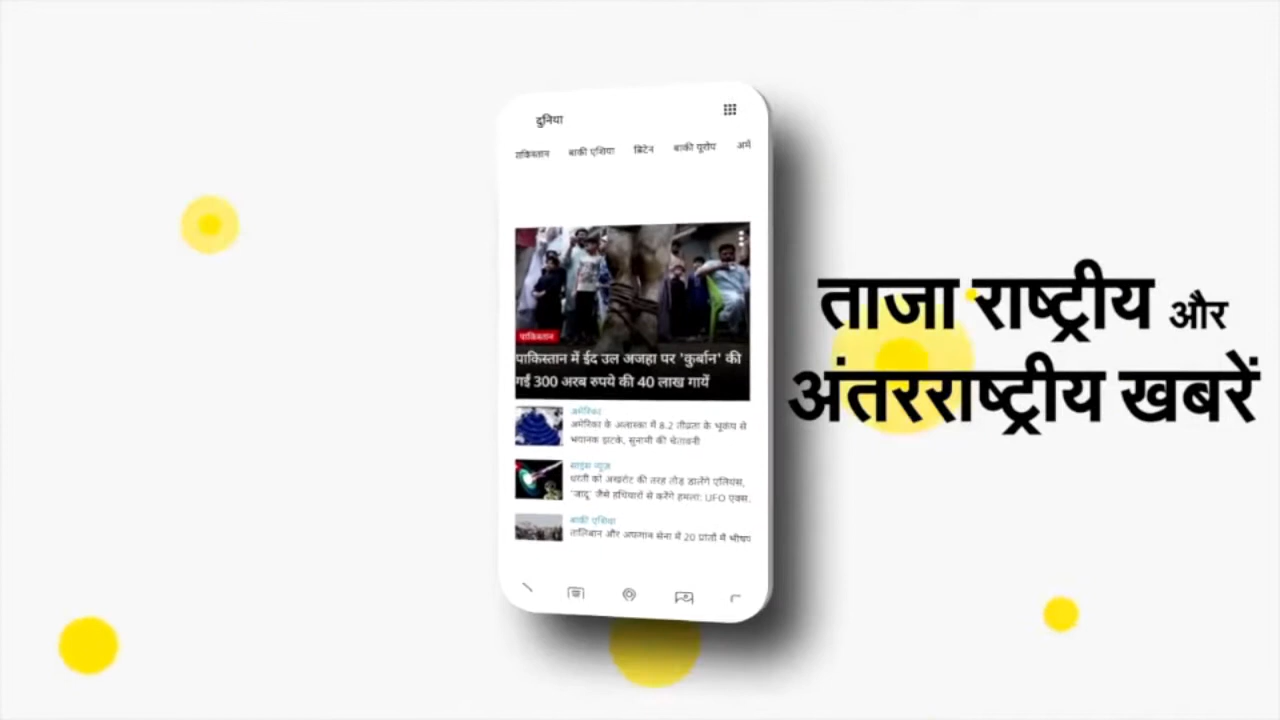 दुनिया
बाकी एशिया ब्रिटेन बाकी यूरोप
पाकिस्तान
पाकिस्तान में ईद उल अजहा पर 'कुर्बान' की
गईं 300 अरब रुपये की 40 लाख गायें
अमेरिका
अमेरिका के अलास्का में 8.2 तीव्रता के भूकंप से
भयानक झटके, सुनामी की चेतावनी
साइंस न्यूज़
धरती को अखरोट की तरह तोड़ डालेंगे एलियंस,
'जादू' जैसे हथियारों से करेंगे हमला: UFO एक्स
बाकी एशिया
तालिबान और अफगान सेना में 20 प्रांतों में
ताजा राष्ट्रीय और
अंतरराष्ट्रीय खबरें